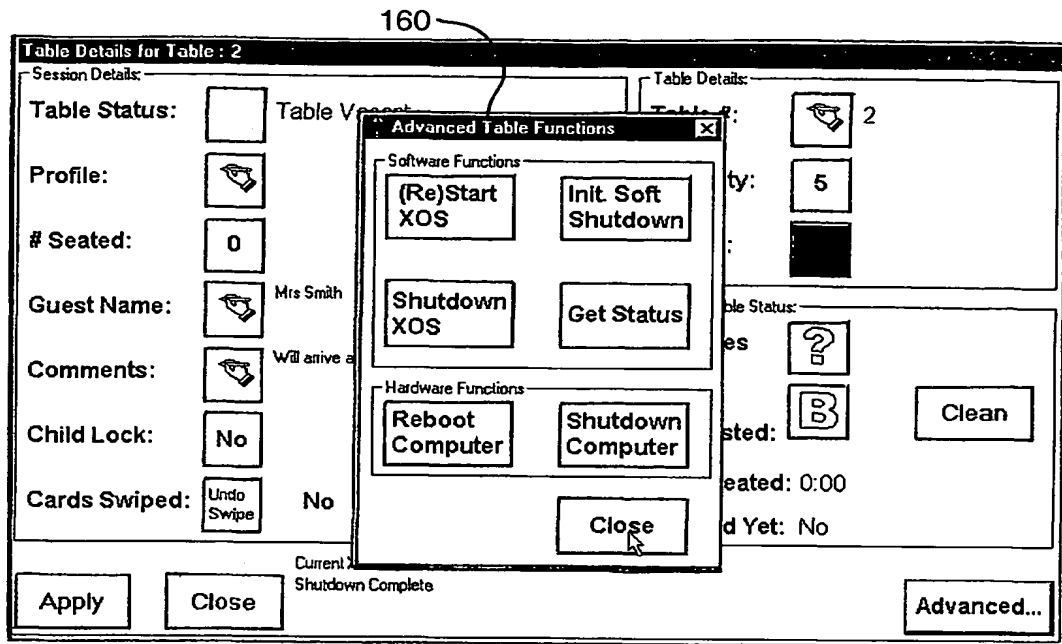 160
Table Details for Table : 2
Session Details:
Table Status: Table
Profile:
# Seated: 0
Guest Name: Mrs Smith
Comments: Will arrive
Child Lock: No
Cards Swiped: Undo Swipe No
Apply
Close
Current
Shutdown Complete
Advanced Table Functions
Software Functions
(Re)Start XOS
Init. Soft Shutdown
Shutdown XOS
Get Status
Hardware Functions
Reboot Computer
Shutdown Computer
Close
Table Details:
2
5
Status:
?
B
Clean
0:00
Yet: No
Advanced...